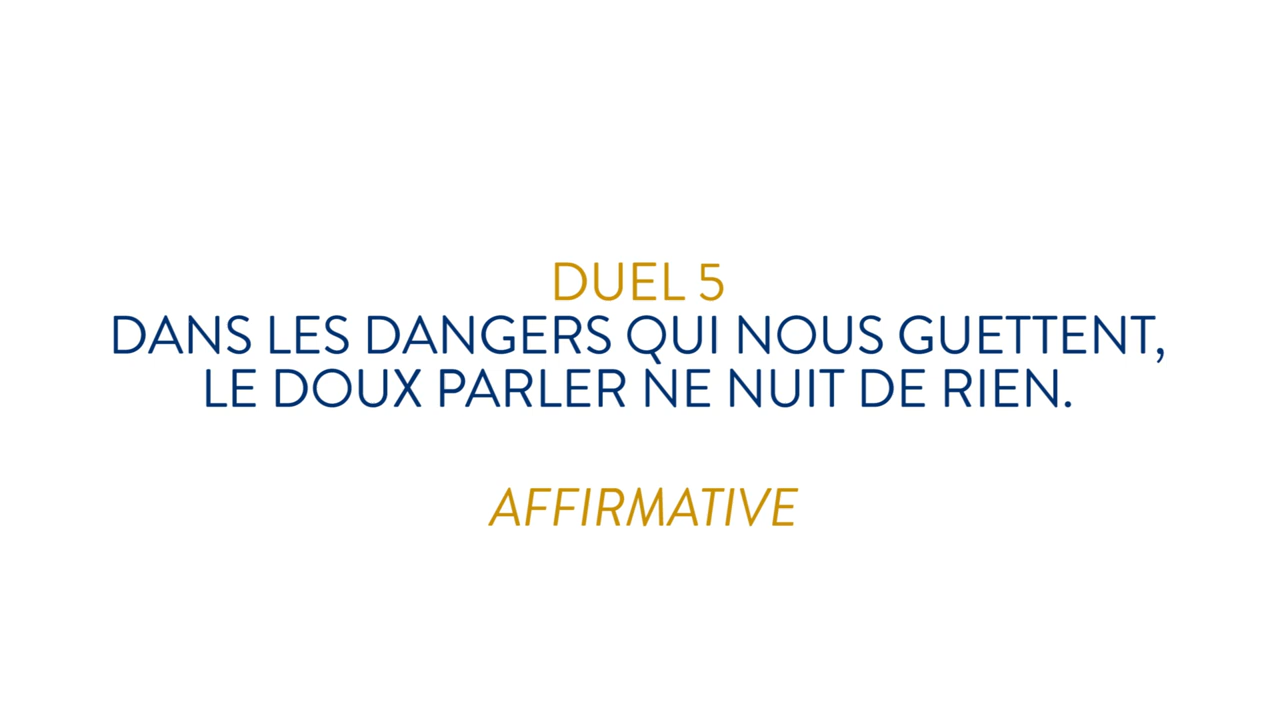 DUEL 5
DANS LES DANGERS QUI NOUS GUETTENT,
LE DOUX PARLER NE NUIT DE RIEN.
AFFIRMATIVE